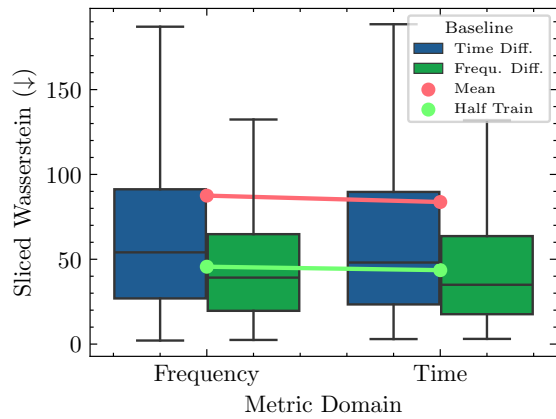 Baseline
Time Diff.
Frequ. Diff.
Mean
Half Train
Sliced Wasserstein (↓)
150
100
50
0
Frequency
Time
Metric Domain